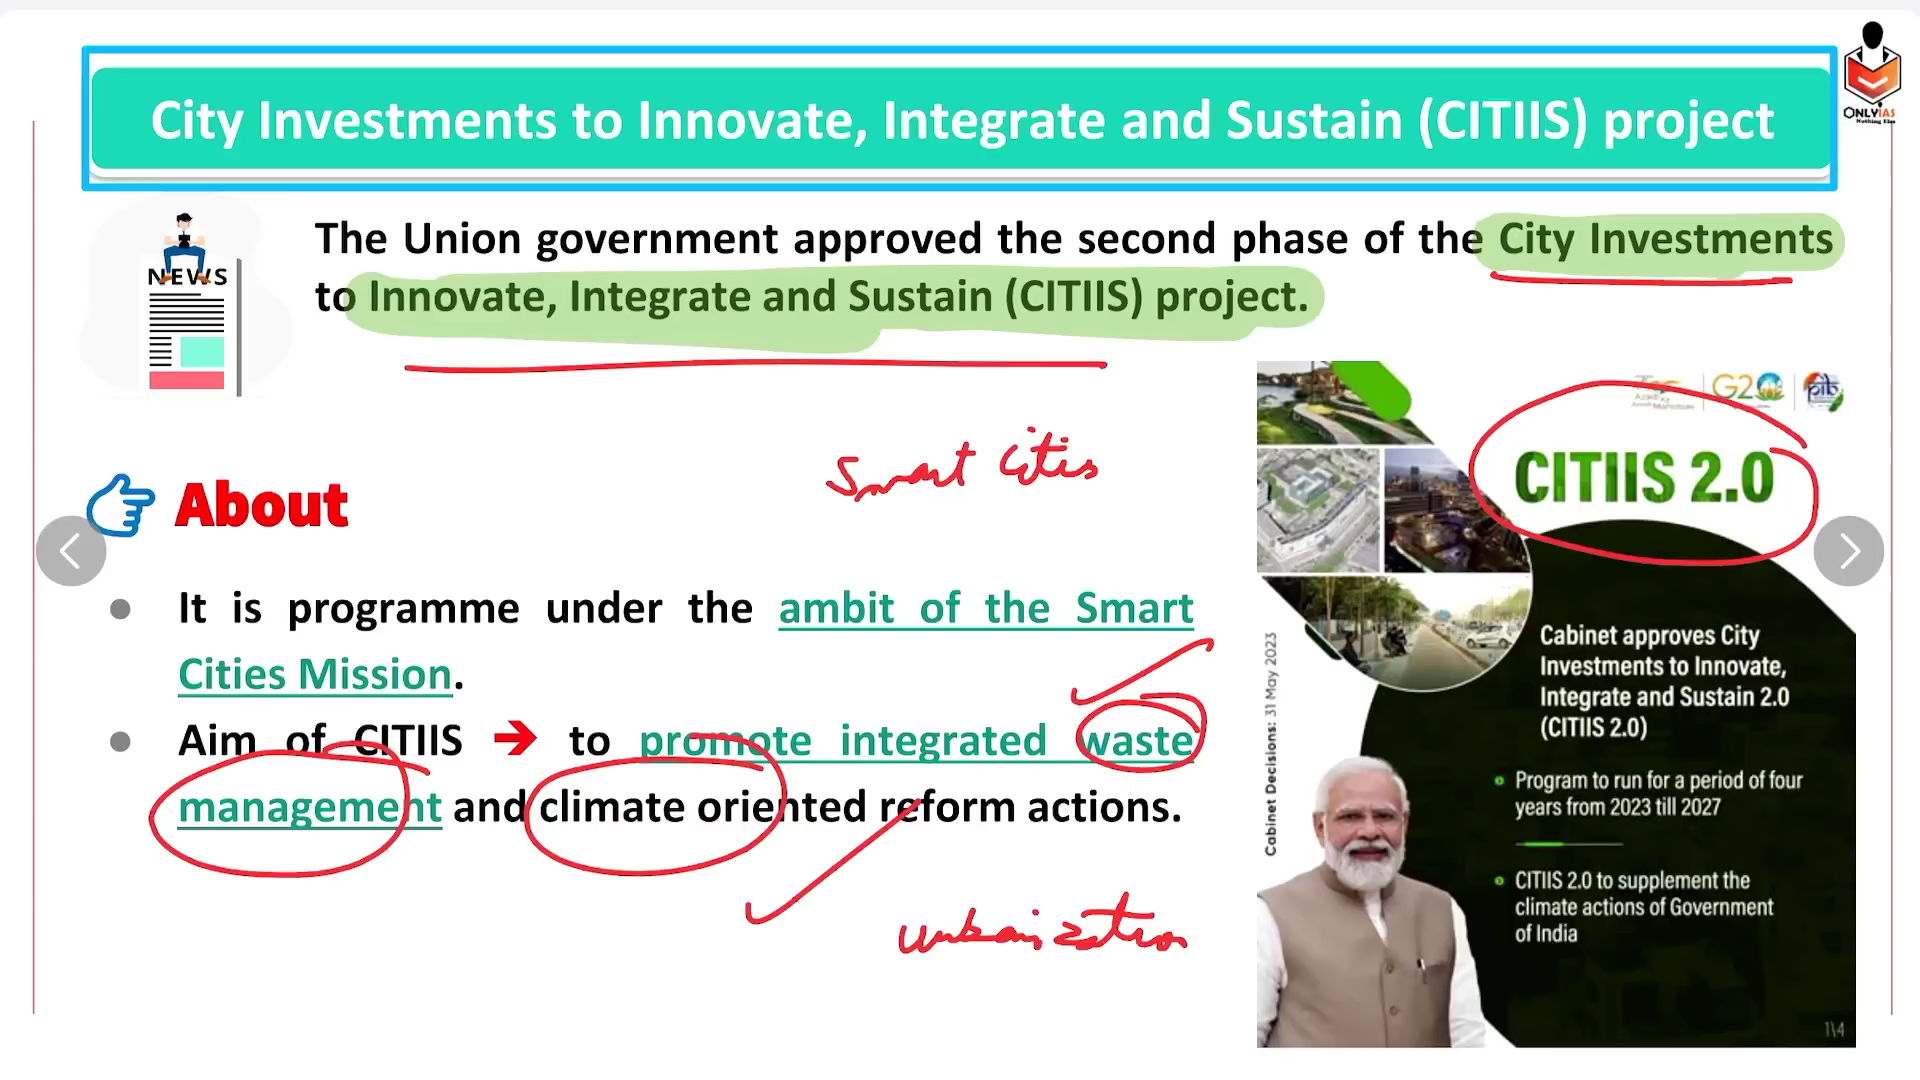 City Investments to Innovate, Integrate and Sustain (CITIIS) project
ONLYIAS
Nothing Else
NEWS
The Union government approved the second phase of the City Investments
to Innovate, Integrate and Sustain (CITIIS) project.
Smart Cities
G20
pib
CITIIS 2.0
About
It is programme under the ambit of the Smart
Cities Mission.
Aim of CITIIS ➔ to promote integrated waste
management and climate oriented reform actions.
urbanization
Cabinet Decisions: 31 May 2023
Cabinet approves City
Investments to Innovate,
Integrate and Sustain 2.0
(CITIIS 2.0)
Program to run for a period of four
years from 2023 till 2027
CITIIS 2.0 to supplement the
climate actions of Government
of India
1\4